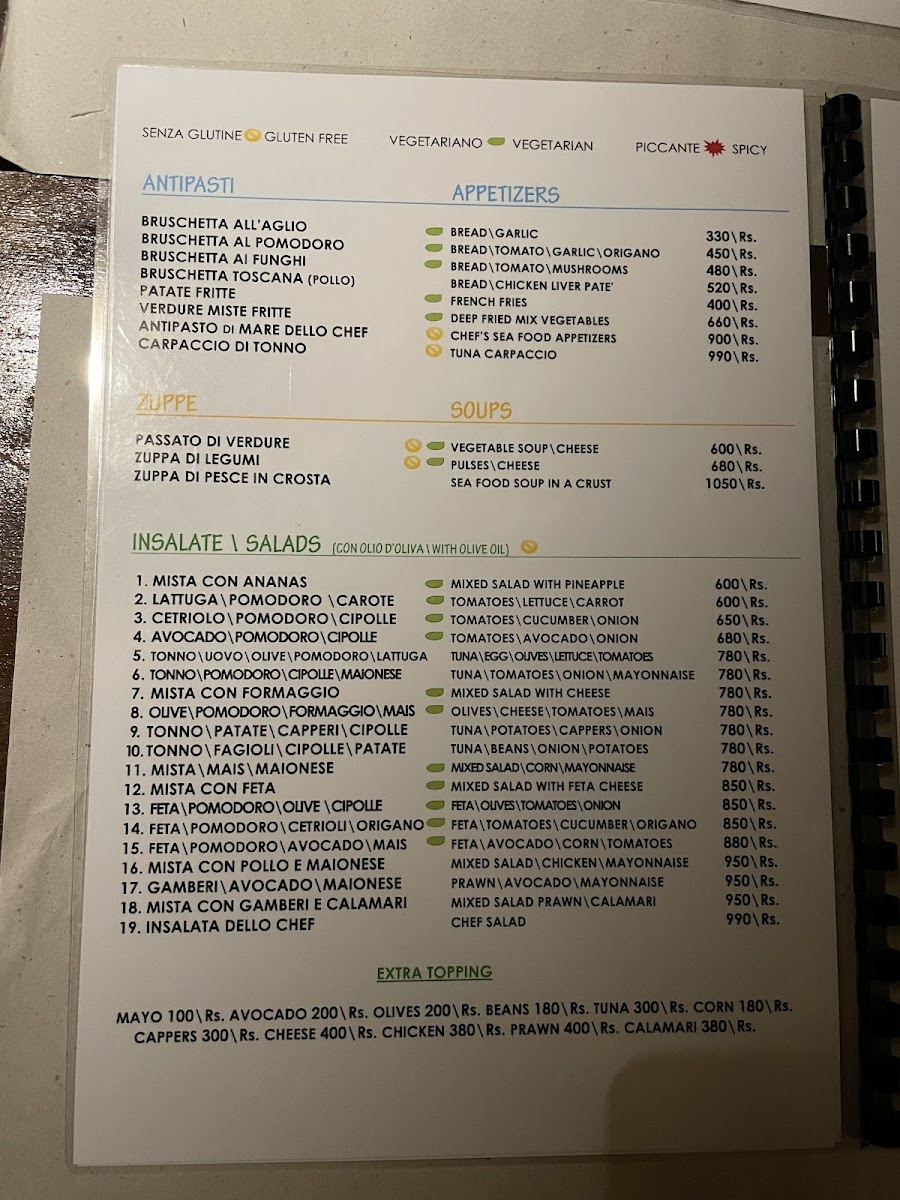 SENZA GLUTINE GLUTEN FREE VEGETARIANO VEGETARIAN PICCANTE SPICY
ANTIPASTI APPETIZERS
BRUSCHETTA ALL'AGLIO BREAD\GARLIC 330\Rs.
BRUSCHETTA AL POMODORO BREAD\TOMATO\GARLIC\ORIGANO 450\Rs.
BRUSCHETTA AI FUNGHI BREAD\TOMATO\MUSHROOMS 480\Rs.
BRUSCHETTA TOSCANA (POLLO) BREAD\CHICKEN LIVER PATE' 520\Rs.
PATATE FRITTE FRENCH FRIES 400\Rs.
VERDURE MISTE FRITTE DEEP FRIED MIX VEGETABLES 660\Rs.
ANTIPASTO DI MARE DELLO CHEF CHEF'S SEA FOOD APPETIZERS 900\Rs.
CARPACCIO DI TONNO TUNA CARPACCIO 990\Rs.
ZUPPE SOUPS
PASSATO DI VERDURE VEGETABLE SOUP\CHEESE 600\Rs.
ZUPPA DI LEGUMI PULSES\CHEESE 680\Rs.
ZUPPA DI PESCE IN CROSTA SEA FOOD SOUP IN A CRUST 1050\Rs.
INSALATE \ SALADS (CON OLIO D'OLIVA \ WITH OLIVE OIL)
1. MISTA CON ANANAS MIXED SALAD WITH PINEAPPLE 600\Rs.
2. LATTUGA\POMODORO \CAROTE TOMATOES\LETTUCE\CARROT 600\Rs.
3. CETRIOLO\POMODORO\CIPOLLE TOMATOES\CUCUMBER\ONION 650\Rs.
4. AVOCADO\POMODORO\CIPOLLE TOMATOES\AVOCADO\ONION 680\Rs.
5. TONNO\UOVO\OLIVE\POMODORO\LATTUGA TUNA\EGG\OLIVES\LETTUCE\TOMATOES 780\Rs.
6. TONNO\POMODORO\CIPOLLE\MAIONESE TUNA\TOMATOES\ONION\MAYONNAISE 780\Rs.
7. MISTA CON FORMAGGIO MIXED SALAD WITH CHEESE 780\Rs.
8. OLIVE\POMODORO\FORMAGGIO\MAIS OLIVES\CHEESE\TOMATOES\MAIS 780\Rs.
9. TONNO\PATATE\CAPPERI\CIPOLLE TUNA\POTATOES\CAPPERS\ONION 780\Rs.
10. TONNO\FAGIOLI\CIPOLLE\PATATE TUNA\BEANS\ONION\POTATOES 780\Rs.
11. MISTA\MAIS\MAIONESE MIXED SALAD\CORN\MAYONNAISE 780\Rs.
12. MISTA CON FETA MIXED SALAD WITH FETA CHEESE 850\Rs.
13. FETA\POMODORO\OLIVE \CIPOLLE FETA\OLIVES\TOMATOES\ONION 850\Rs.
14. FETA\POMODORO\CETRIOLI\ORIGANO FETA\TOMATOES\CUCUMBER\ORIGANO 850\Rs.
15. FETA\POMODORO\AVOCADO\MAIS FETA\AVOCADO\CORN\TOMATOES 880\Rs.
16. MISTA CON POLLO E MAIONESE MIXED SALAD\CHICKEN\MAYONNAISE 950\Rs.
17. GAMBERI\AVOCADO\MAIONESE PRAWN\AVOCADO\MAYONNAISE 950\Rs.
18. MISTA CON GAMBERI E CALAMARI MIXED SALAD PRAWN\CALAMARI 950\Rs.
19. INSALATA DELLO CHEF CHEF SALAD 990\Rs.
EXTRA TOPPING
MAYO 100\Rs. AVOCADO 200\Rs. OLIVES 200\Rs. BEANS 180\Rs. TUNA 300\Rs. CORN 180\Rs.
CAPPERS 300\Rs. CHEESE 400\Rs. CHICKEN 380\Rs. PRAWN 400\Rs. CALAMARI 380\Rs.